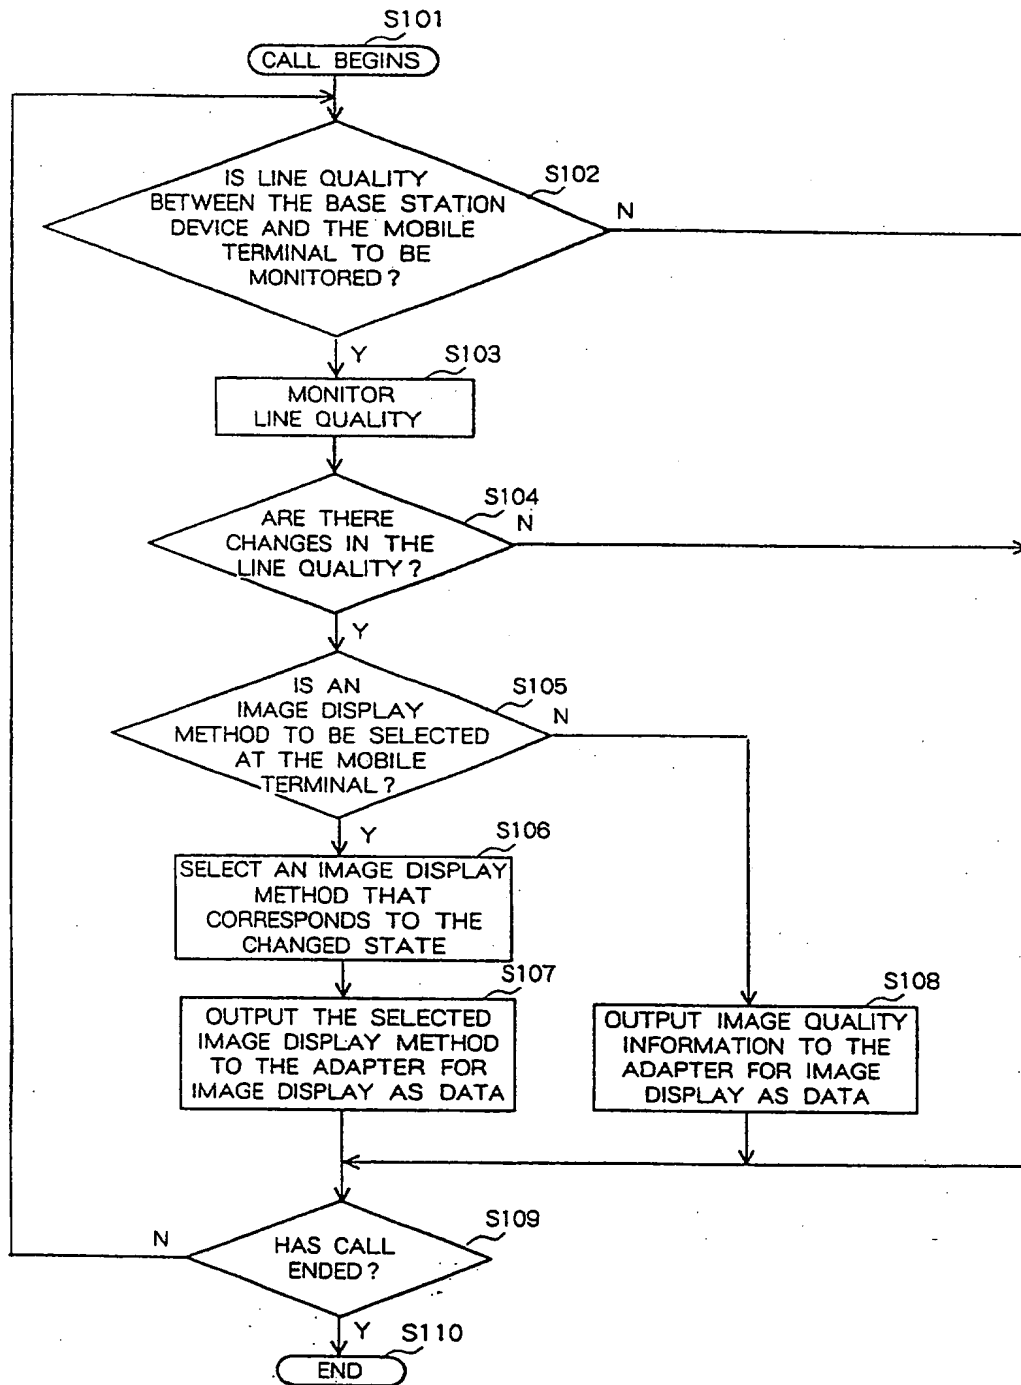 S101
CALL BEGINS
IS LINE QUALITY
BETWEEN THE BASE STATION
DEVICE AND THE MOBILE
TERMINAL TO BE
MONITORED?
S102
N
Y
S103
MONITOR
LINE QUALITY
S104
ARE THERE
CHANGES IN THE
LINE QUALITY?
N
Y
S105
IS AN
IMAGE DISPLAY
METHOD TO BE SELECTED
AT THE MOBILE
TERMINAL?
N
Y
S106
SELECT AN IMAGE DISPLAY
METHOD THAT
CORRESPONDS TO THE
CHANGED STATE
S107
OUTPUT THE SELECTED
IMAGE DISPLAY METHOD
TO THE ADAPTER FOR
IMAGE DISPLAY AS DATA
S108
OUTPUT IMAGE QUALITY
INFORMATION TO THE
ADAPTER FOR IMAGE
DISPLAY AS DATA
S109
HAS CALL
ENDED?
N
Y
S110
END